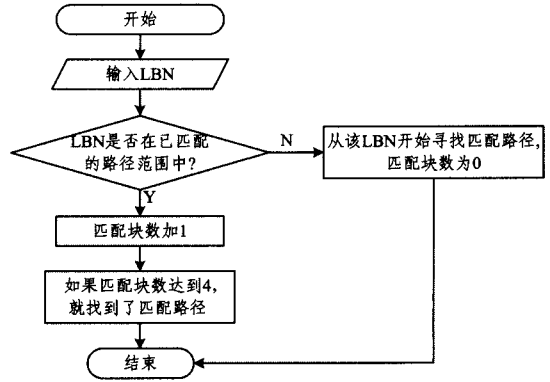 开始
输入LBN
LBN是否在已匹配
的路径范围中?
N
从该LBN开始寻找匹配路径,
匹配块数为0
Y
匹配块数加1
如果匹配块数达到4,
就找到了匹配路径
结束